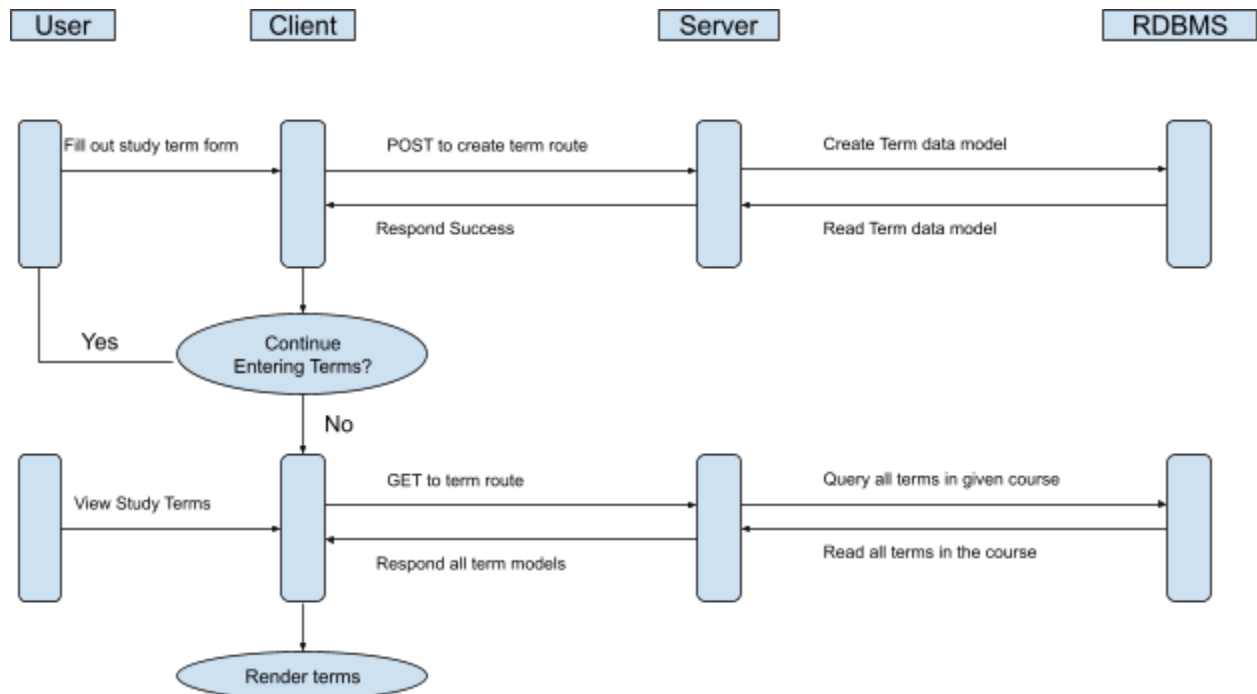 User
Client
Server
RDBMS
Fill out study term form
POST to create term route
Create Term data model
Respond Success
Read Term data model
Yes
Continue
Entering Terms?
No
GET to term route
Query all terms in given course
View Study Terms
Respond all term models
Read all terms in the course
Render terms